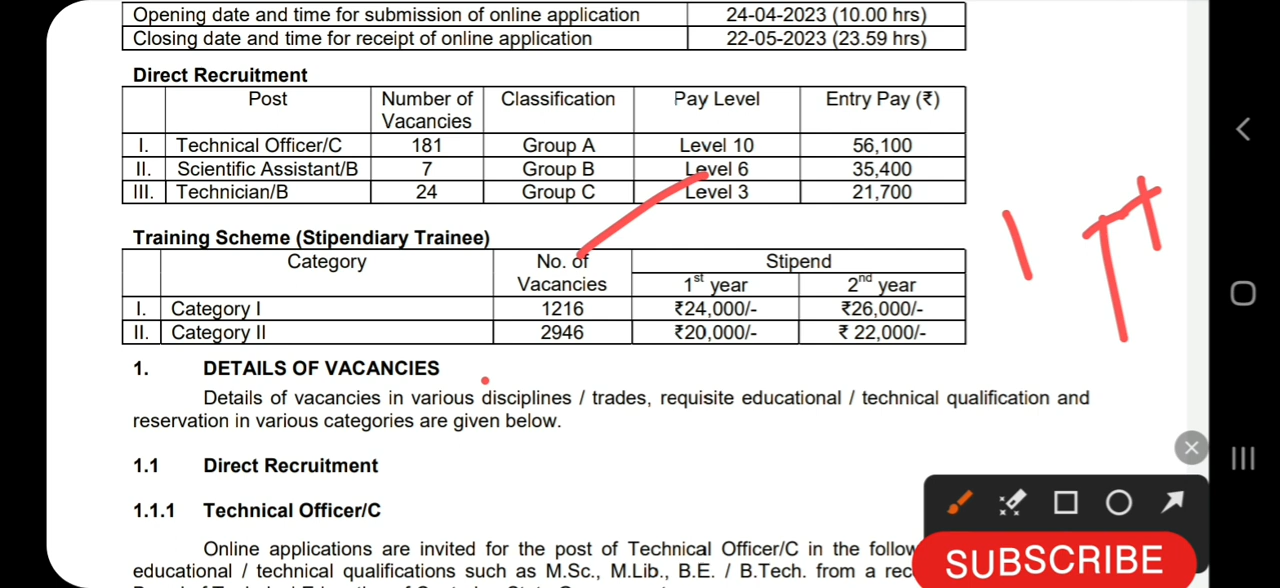 Opening date and time for submission of online application 24-04-2023 (10.00 hrs)
Closing date and time for receipt of online application 22-05-2023 (23.59 hrs)
Direct Recruitment
Post Number of Vacancies Classification Pay Level Entry Pay (₹)
I. Technical Officer/C 181 Group A Level 10 56,100
II. Scientific Assistant/B 7 Group B Level 6 35,400
III. Technician/B 24 Group C Level 3 21,700
Training Scheme (Stipendiary Trainee)
Category No. of Vacancies Stipend
1st year 2nd year
I. Category I 1216 ₹24,000/- ₹26,000/-
II. Category II 2946 ₹20,000/- ₹ 22,000/-
1. DETAILS OF VACANCIES
Details of vacancies in various disciplines / trades, requisite educational / technical qualification and
reservation in various categories are given below.
1.1 Direct Recruitment
1.1.1 Technical Officer/C
Online applications are invited for the post of Technical Officer/C in the
educational / technical qualifications such as M.Sc., M.Lib., B.E. / B.Tech. from a
SUBSCRIBE